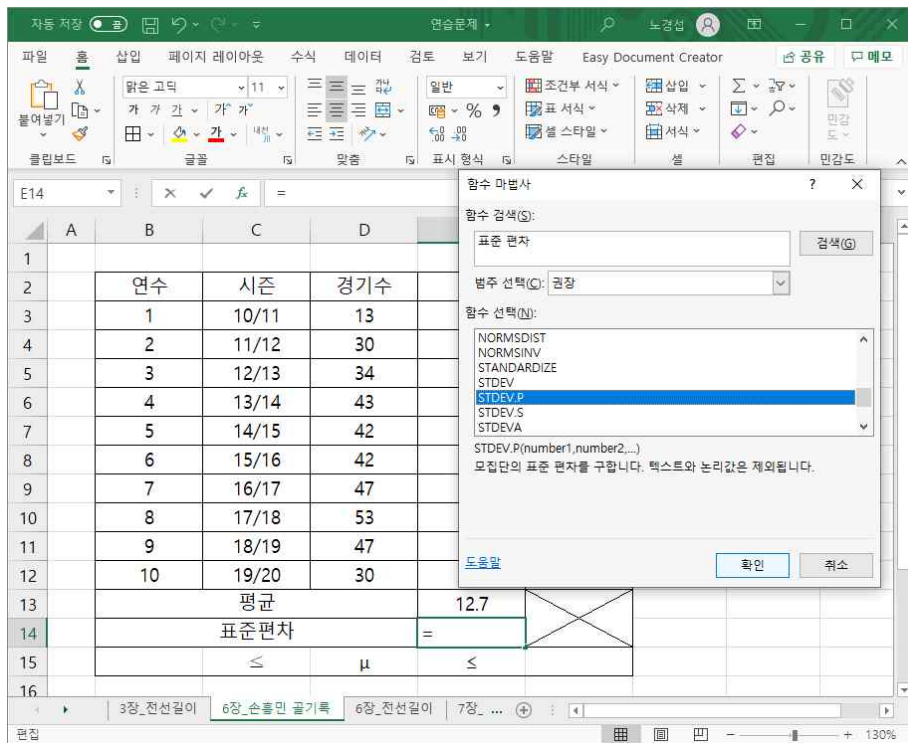 자동 저장 끔 연습문제 노경섭
파일 홈 삽입 페이지 레이아웃 수식 데이터 검토 보기 도움말 Easy Document Creator 공유 메모
붙여넣기
맑은 고딕 11
가 가 가 가 가
가 내천
일반
% 9
조건부 서식
표 서식
셀 스타일
삽입
삭제
서식
민감도
클립보드 글꼴 맞춤 표시 형식 스타일 셀 편집 민감도
E14 fx =
A B C D
1
2 연수 시즌 경기수
3 1 10/11 13
4 2 11/12 30
5 3 12/13 34
6 4 13/14 43
7 5 14/15 42
8 6 15/16 42
9 7 16/17 47
10 8 17/18 53
11 9 18/19 47
12 10 19/20 30
13 평균 12.7
14 표준편차 =
15 ≤ μ ≤
16
함수 마법사 ?
함수 검색(S):
표준 편차 검색(G)
범주 선택(C): 권장
함수 선택(N):
NORMSDIST
NORMSINV
STANDARDIZE
STDEV
STDEV.P
STDEV.S
STDEVA
STDEV.P(number1,number2,...)
모집단의 표준 편차를 구합니다. 텍스트와 논리값은 제외됩니다.
도움말 확인 취소
3장_전선길이 6장_손흥민 골기록 6장_전선길이 7장_ ...
편집 130%